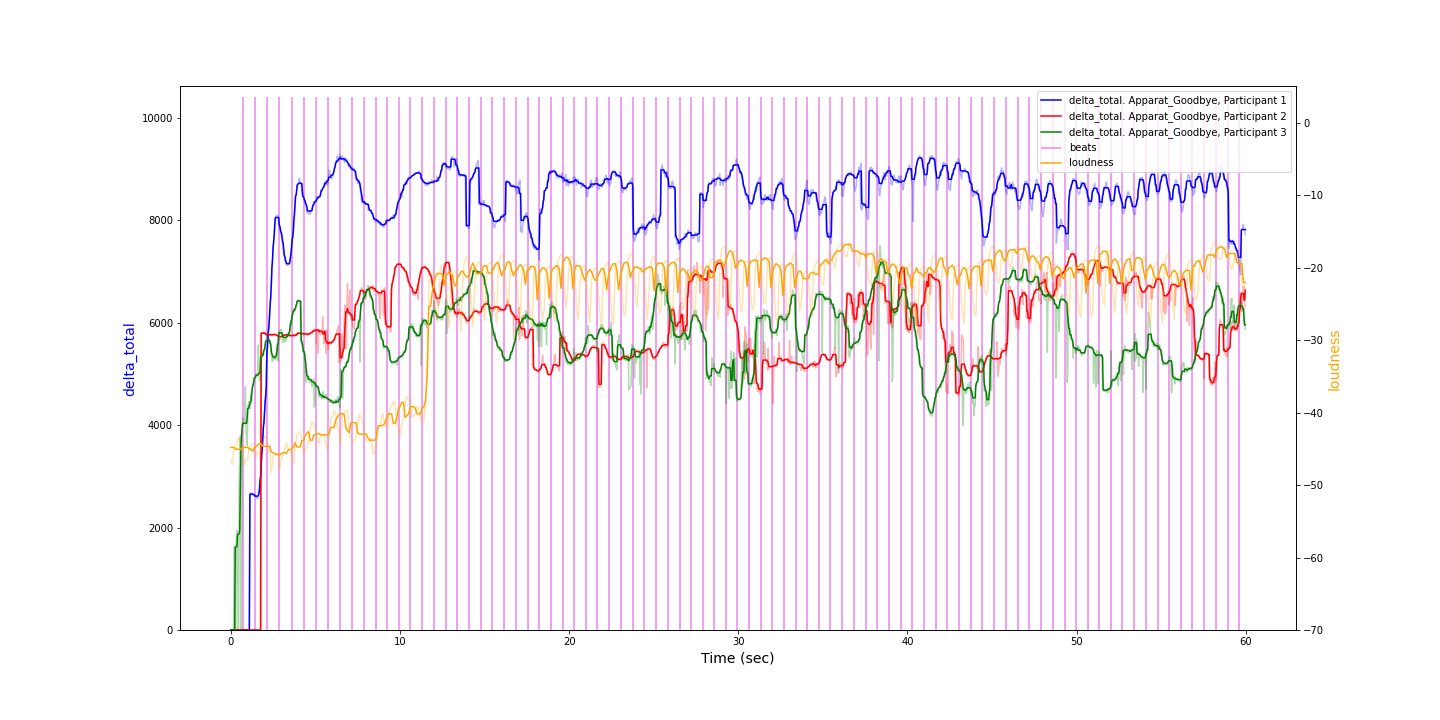 delta_total. Apparat_Goodbye, Participant 1
delta_total. Apparat_Goodbye, Participant 2
delta_total. Apparat_Goodbye, Participant 3
beats
loudness
10000
8000
6000
4000
2000
0
delta_total
0
−10
−20
−30
−40
−50
−60
−70
loudness
0 10 20 30 40 50 60
Time (sec)